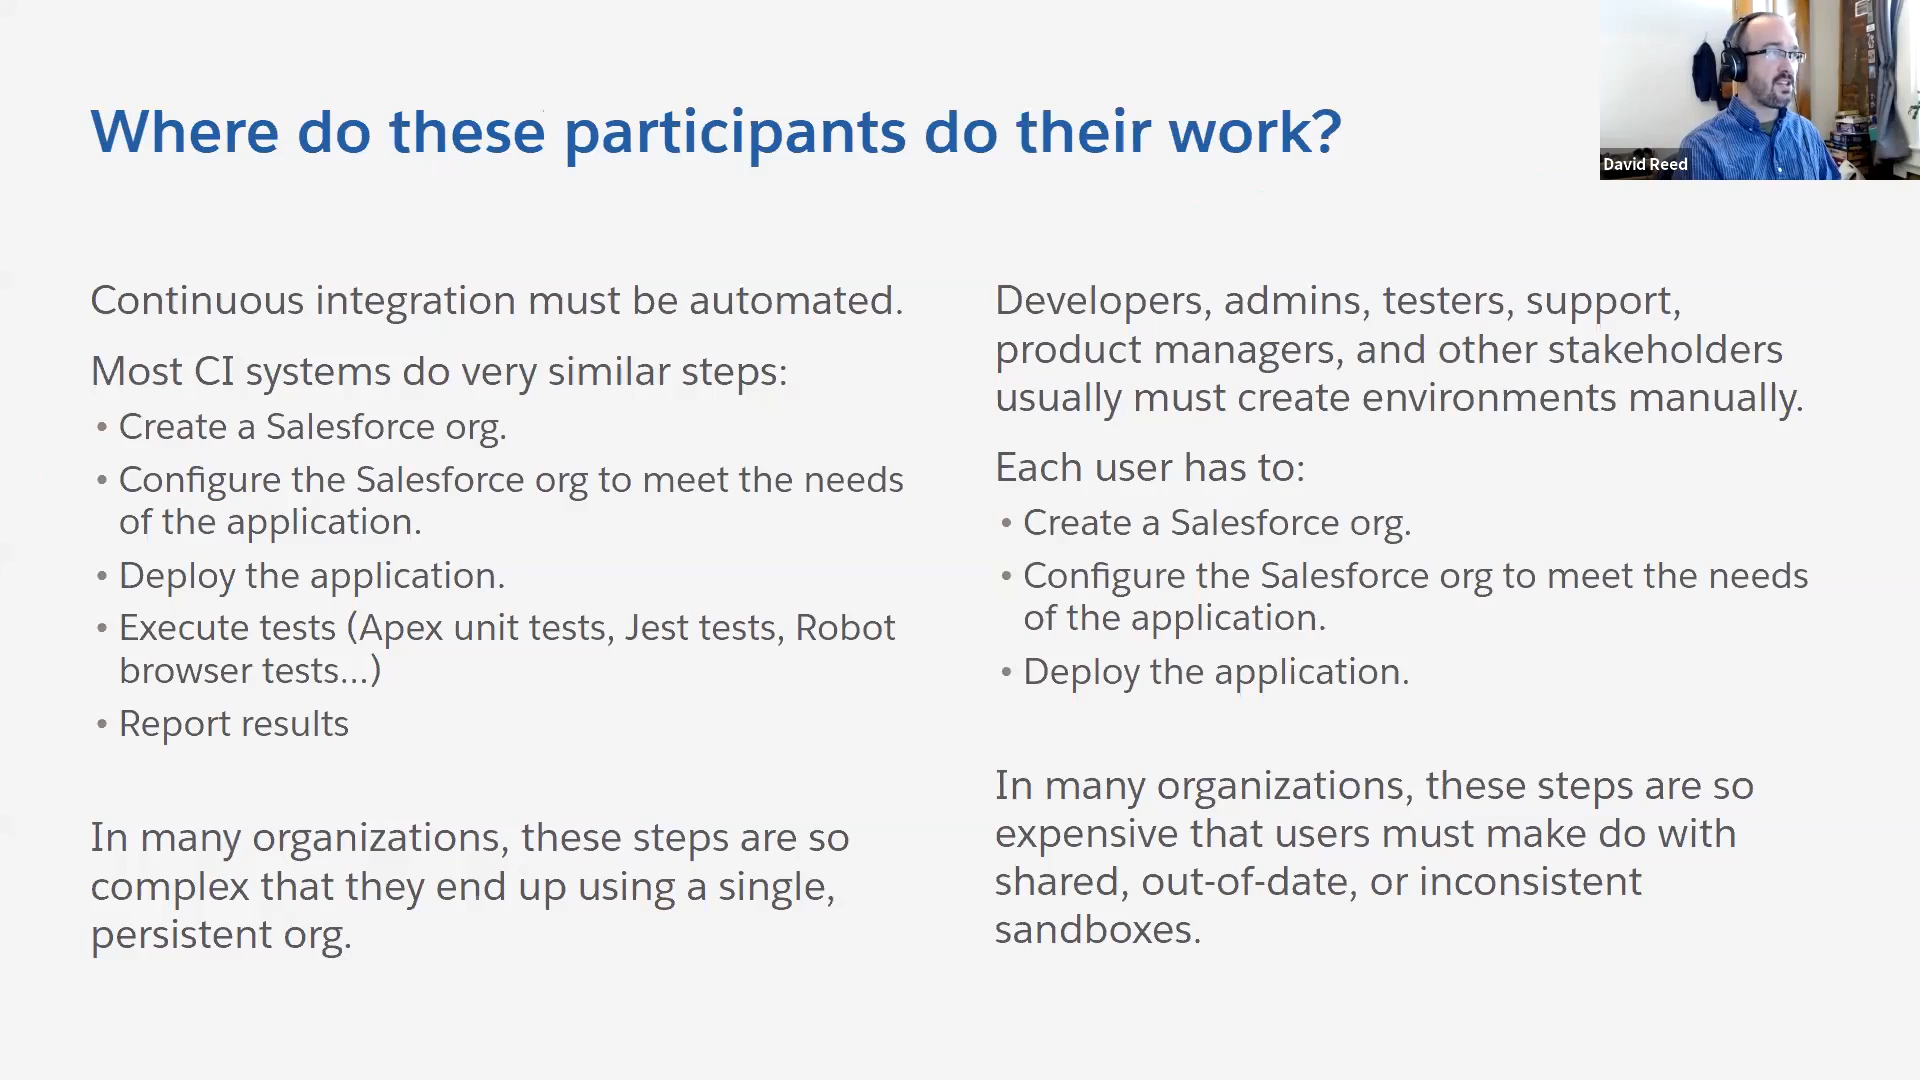 Where do these participants do their work?
David Reed
Continuous integration must be automated.
Most CI systems do very similar steps:
• Create a Salesforce org.
• Configure the Salesforce org to meet the needs
of the application.
• Deploy the application.
• Execute tests (Apex unit tests, Jest tests, Robot
browser tests...)
• Report results
In many organizations, these steps are so
complex that they end up using a single,
persistent org.
Developers, admins, testers, support,
product managers, and other stakeholders
usually must create environments manually.
Each user has to:
• Create a Salesforce org.
• Configure the Salesforce org to meet the needs
of the application.
• Deploy the application.
In many organizations, these steps are so
expensive that users must make do with
shared, out-of-date, or inconsistent
sandboxes.